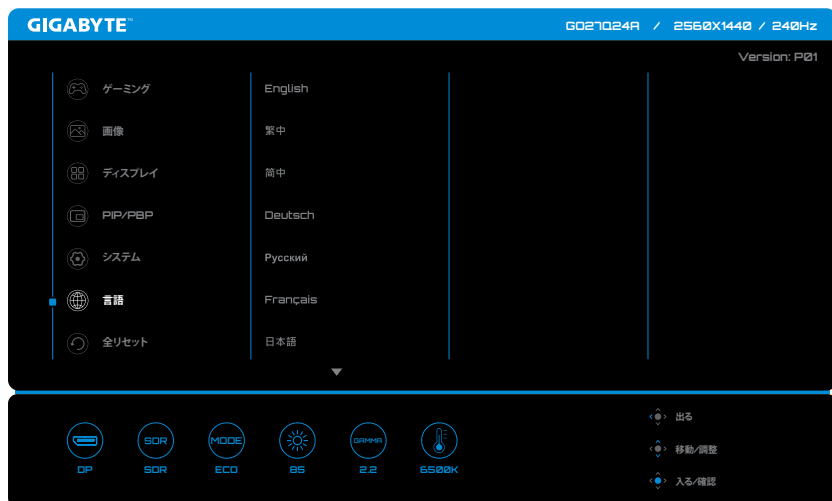 GIGABYTE™
GO27Q24A / 2560X1440 / 240Hz
Version: P01
ゲーミング
画像
ディスプレイ
PIP/PBP
システム
言語
全リセット
English
繁中
简中
Deutsch
Русский
Français
日本語
SDR
MODE
GAMMA
DP
SDR
ECO
85
2.2
6500K
出る
移動/調整
入る/確認